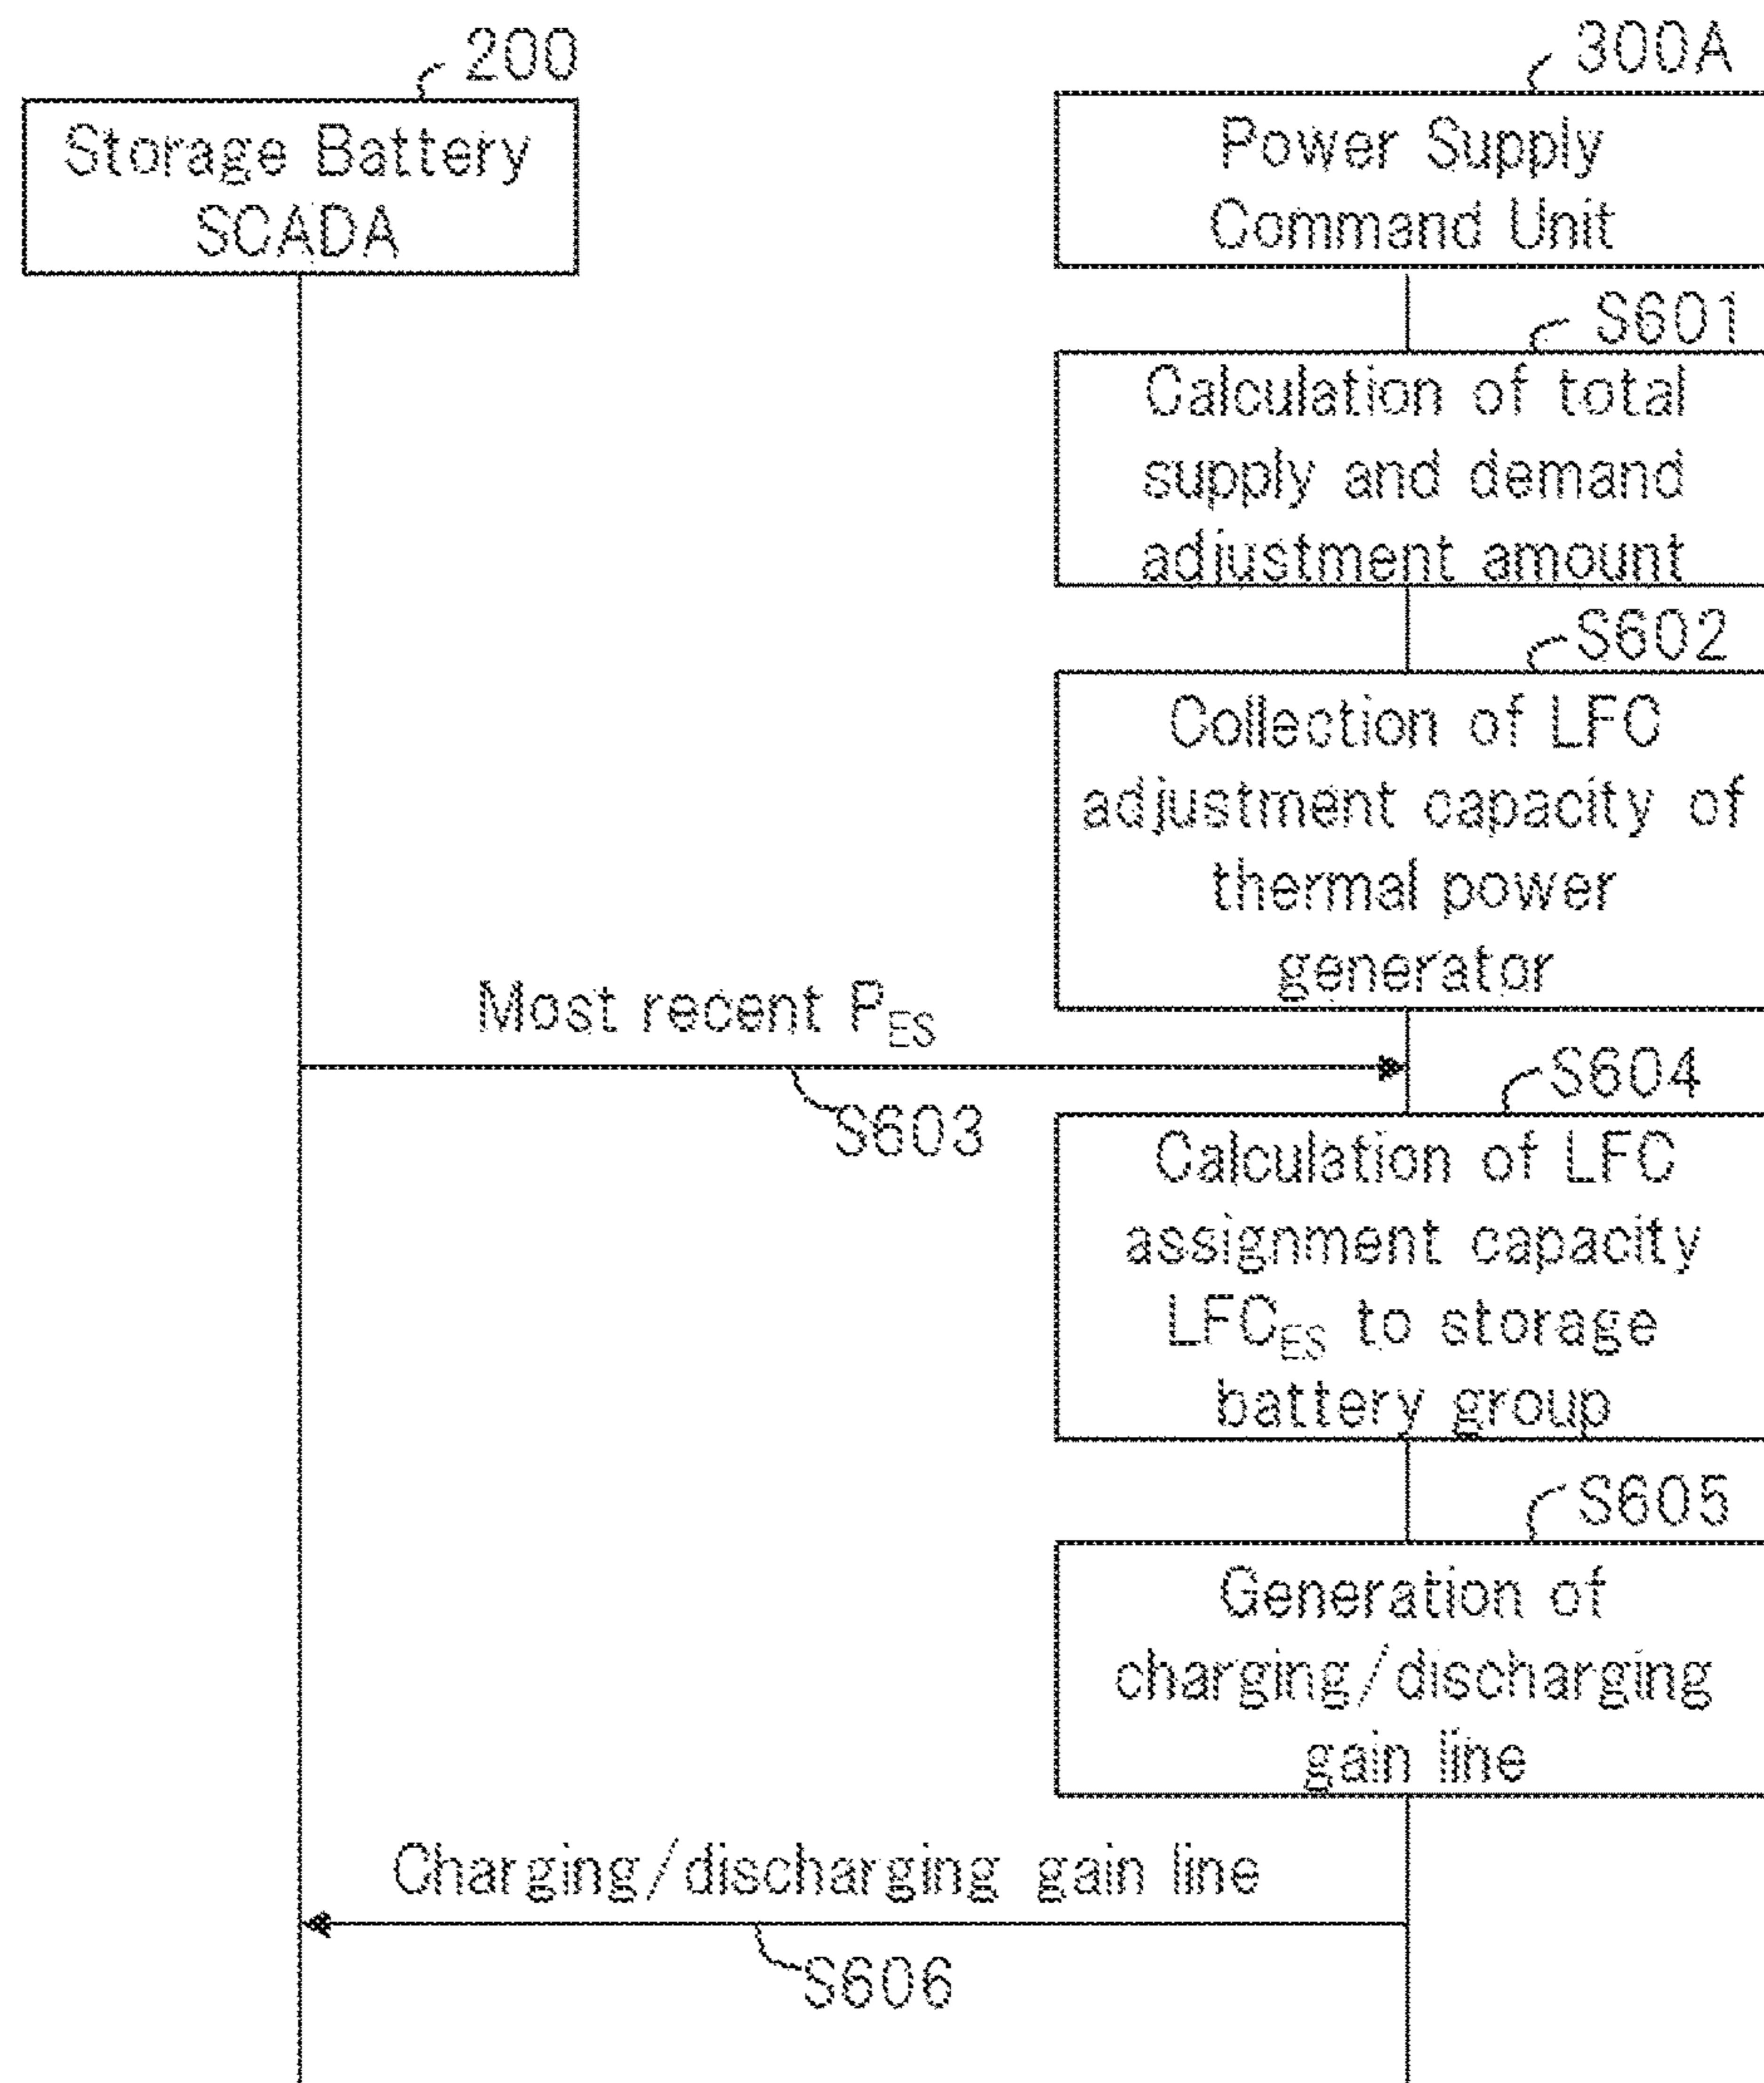 200
Storage Battery
SCADA
300A
Power Supply
Command Unit
S601
Calculation of total
supply and demand
adjustment amount
S602
Collection of LFC
adjustment capacity of
thermal power
generator
Most recent P_ES
S603
S604
Calculation of LFC
assignment capacity
LFC_ES to storage
battery group
S605
Generation of
charging/discharging
gain line
Charging/discharging gain line
S606